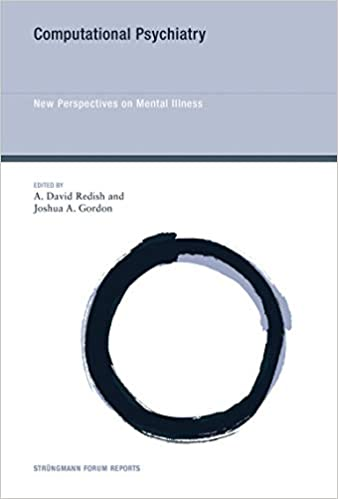 Computational Psychiatry
New Perspectives on Mental Illness
EDITED BY
A. David Redish and
Joshua A. Gordon
STRÜNGMANN FORUM REPORTS